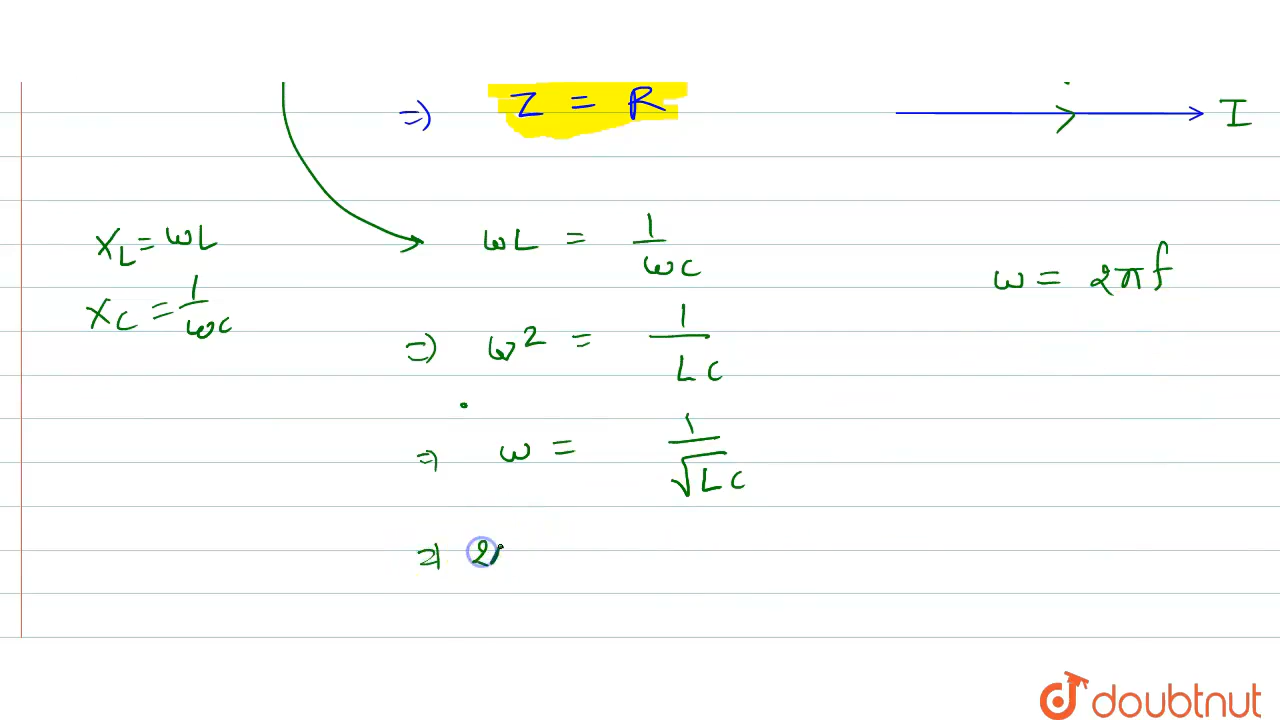 ⇒ Z = R
I
X_L = ωL
ωL = 1/ωC
ω = 2πf
X_C = 1/ωC
⇒ ω² = 1/LC
⇒ ω = 1/√LC
⇒ 2
doubtnut